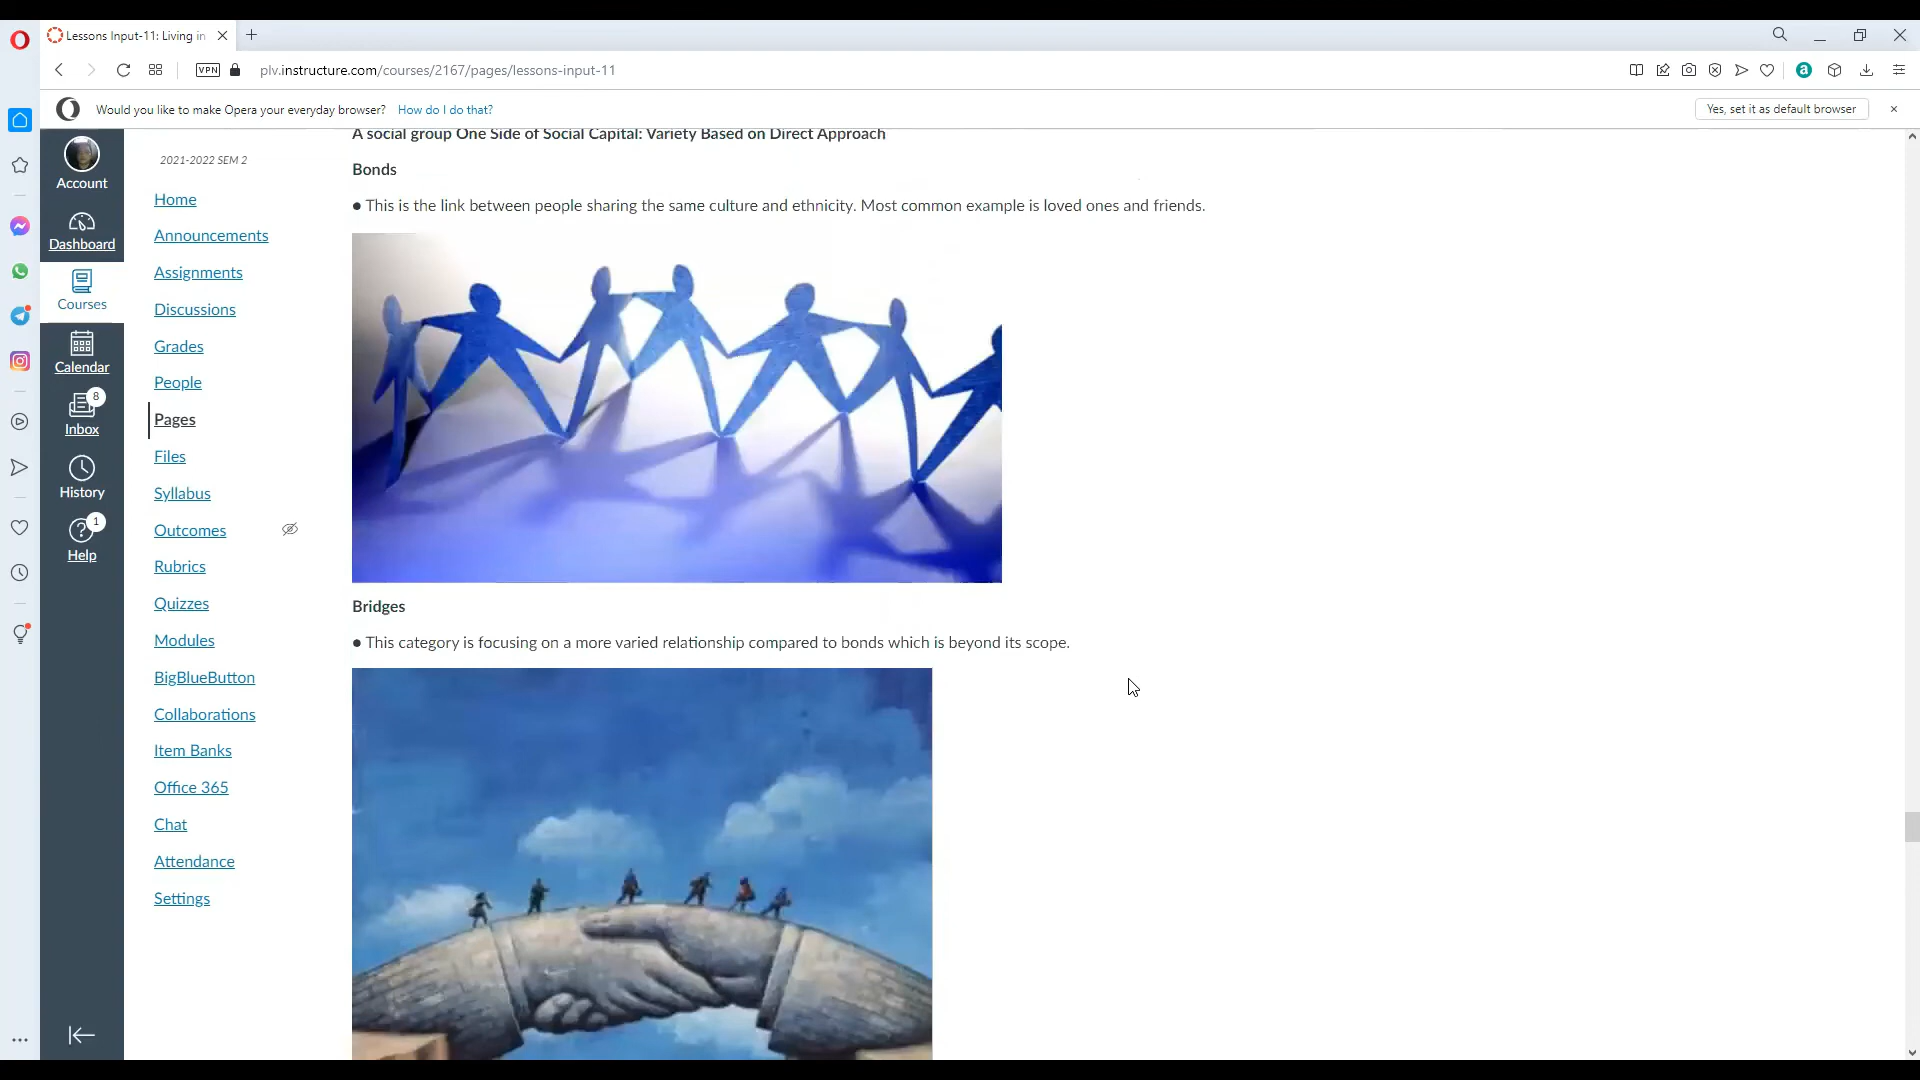 Lessons Input-11: Living in
VPN
plv.instructure.com/courses/2167/pages/lessons-input-11
a
Would you like to make Opera your everyday browser? How do I do that?
Yes, set it as default browser
Account
Dashboard
Courses
Calendar
8
Inbox
History
1
Help
2021-2022 SEM 2
Home
Announcements
Assignments
Discussions
Grades
People
Pages
Files
Syllabus
Outcomes
Rubrics
Quizzes
Modules
BigBlueButton
Collaborations
Item Banks
Office 365
Chat
Attendance
Settings
A social group One Side of Social Capital: Variety Based on Direct Approach
Bonds
● This is the link between people sharing the same culture and ethnicity. Most common example is loved ones and friends.
Bridges
● This category is focusing on a more varied relationship compared to bonds which is beyond its scope.